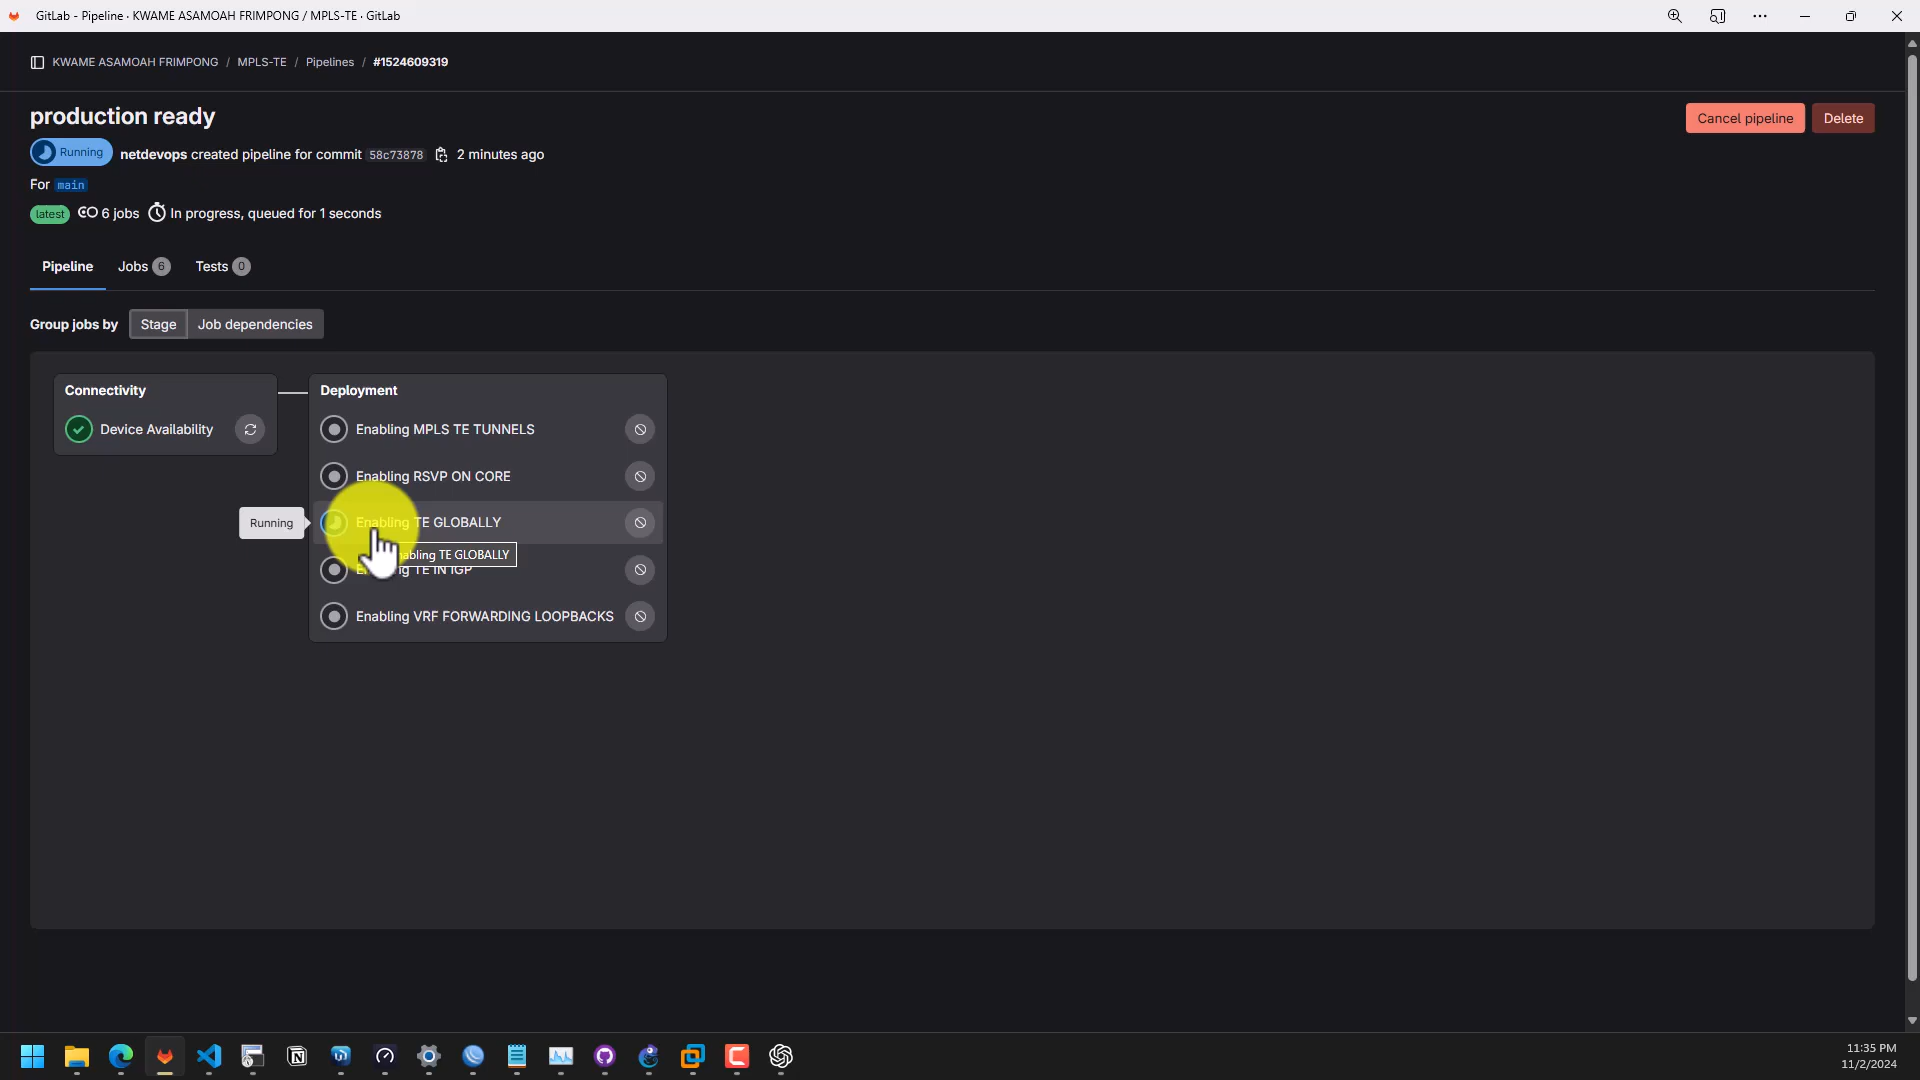 GitLab - Pipeline · KWAME ASAMOAH FRIMPONG / MPLS-TE · GitLab
KWAME ASAMOAH FRIMPONG / MPLS-TE / Pipelines / #1524609319
production ready
Cancel pipeline
Delete
Running
netdevops created pipeline for commit 58c73878 2 minutes ago
For main
latest 6 jobs In progress, queued for 1 seconds
Pipeline Jobs 6 Tests 0
Group jobs by Stage Job dependencies
Connectivity
Device Availability
Deployment
Enabling MPLS TE TUNNELS
Enabling RSVP ON CORE
Running
Enabling TE GLOBALLY
TE GLOBALLY
TE IN IGP
Enabling VRF FORWARDING LOOPBACKS
11:35 PM
11/2/2024